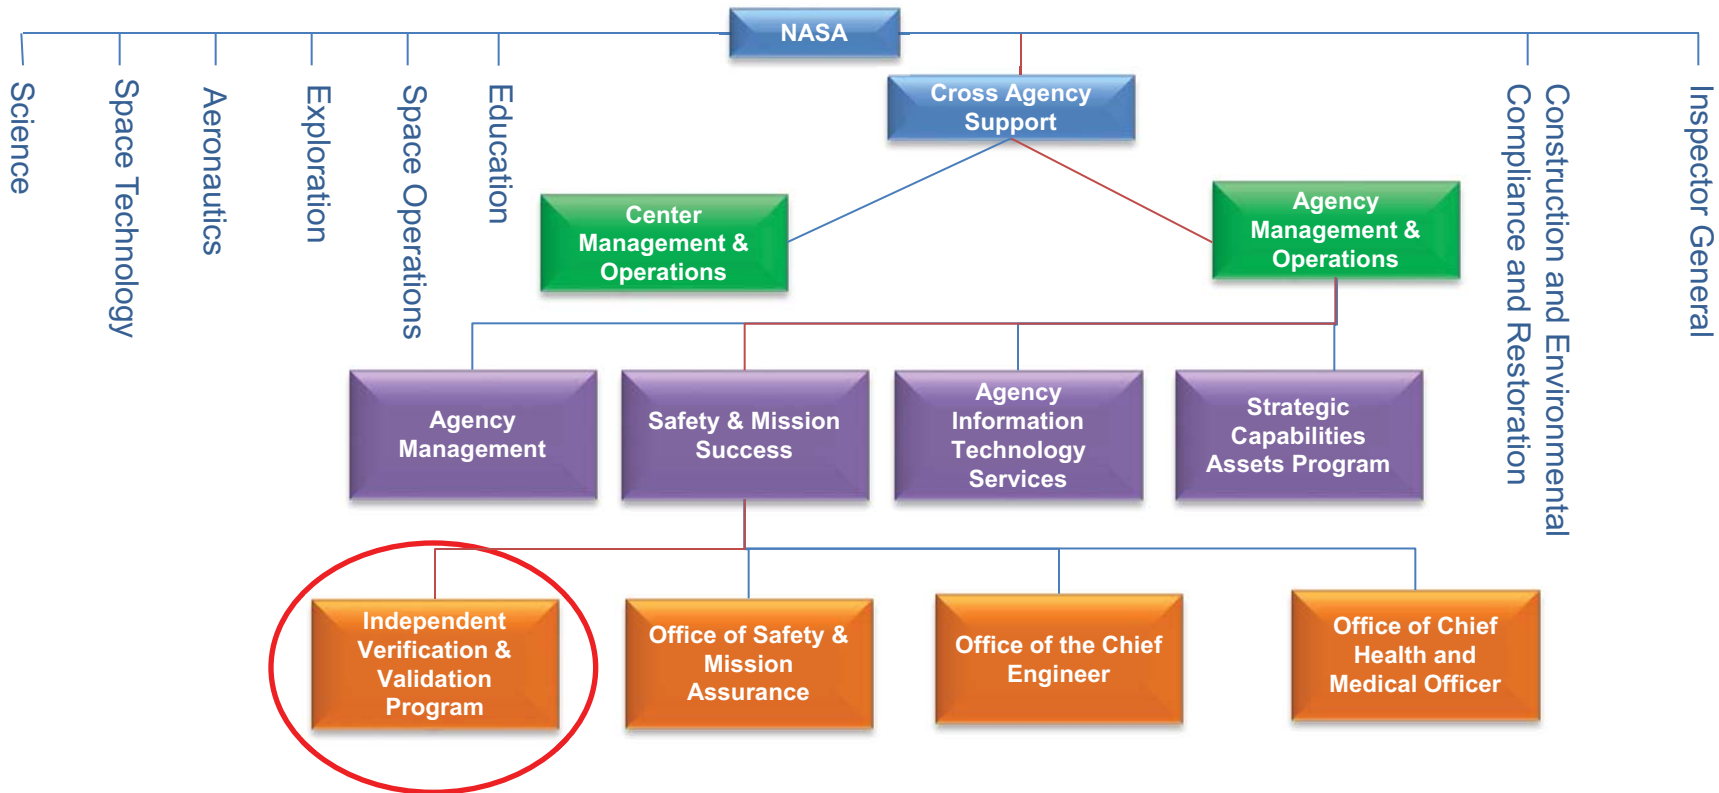 NASA
Science
Space Technology
Aeronautics
Exploration
Space Operations
Education
Cross Agency
Support
Construction and Environmental
Compliance and Restoration
Inspector General
Center
Management &
Operations
Agency
Management &
Operations
Agency
Management
Safety & Mission
Success
Agency
Information
Technology
Services
Strategic
Capabilities
Assets Program
Independent
Verification &
Validation
Program
Office of Safety &
Mission
Assurance
Office of the Chief
Engineer
Office of Chief
Health and
Medical Officer